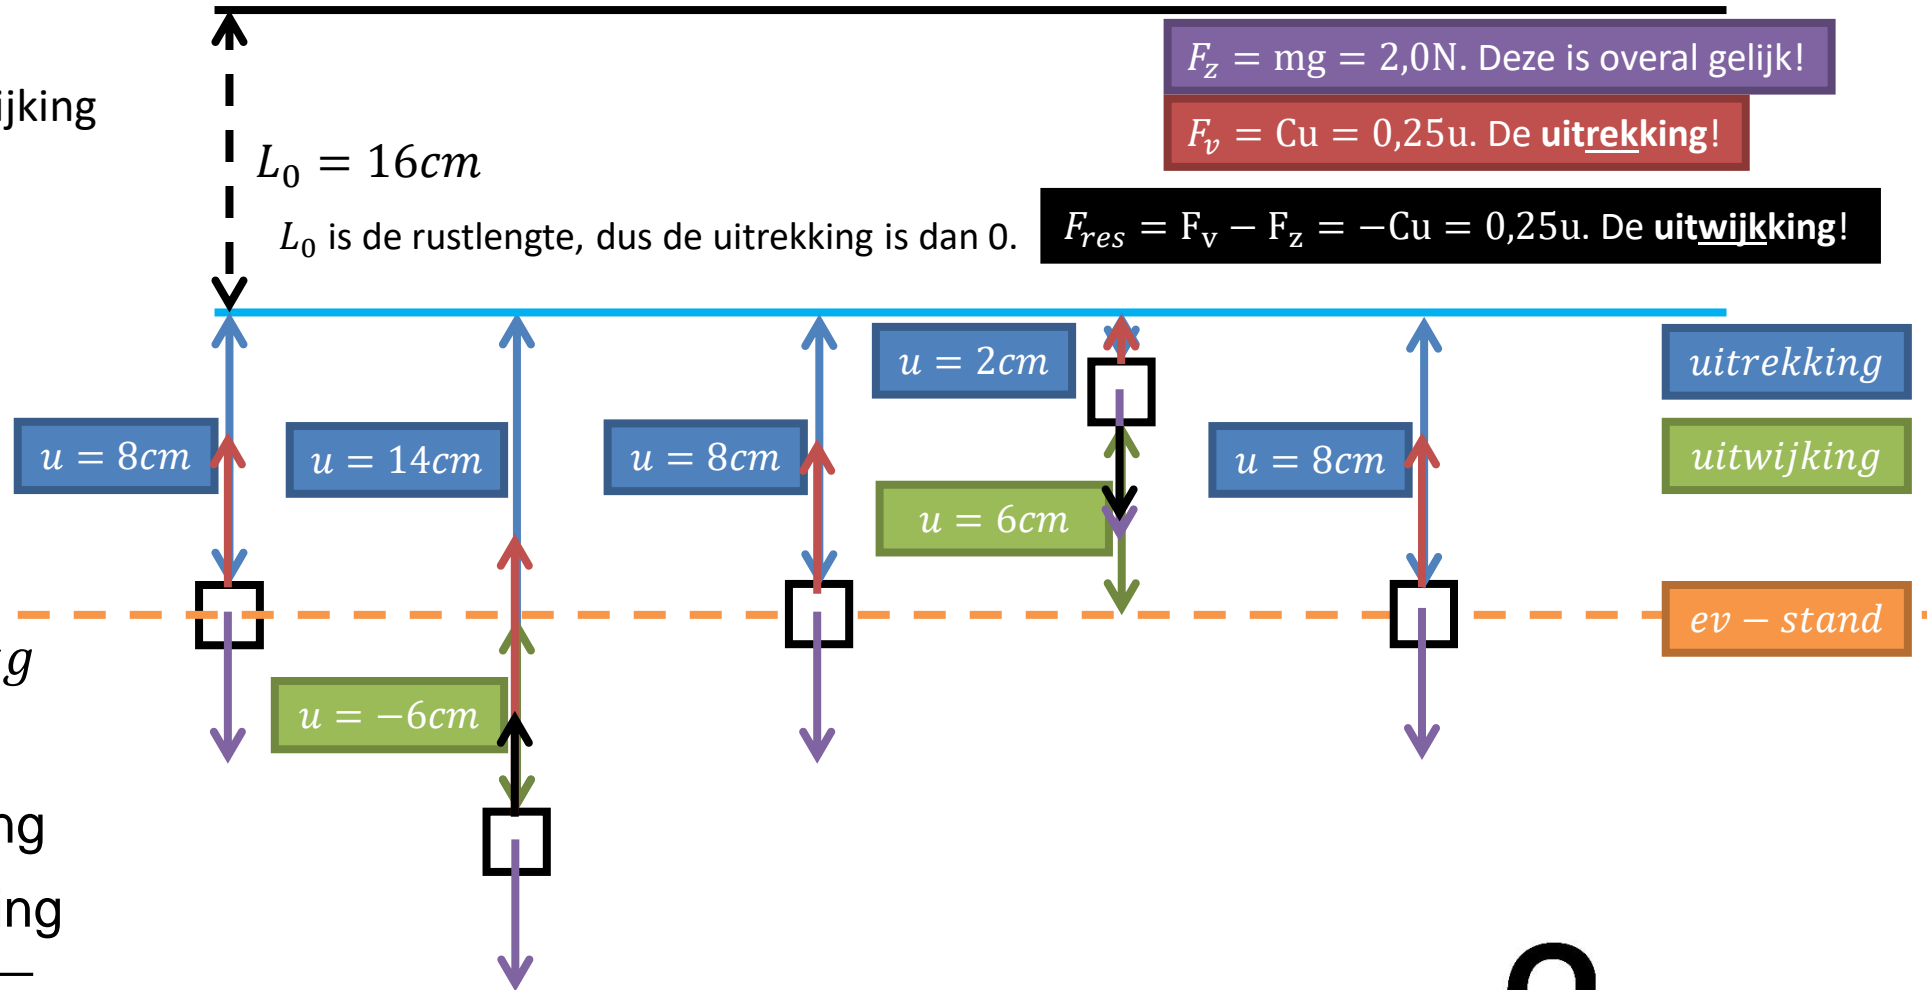 F_z = mg = 2,0N. Deze is overal gelijk!
ijking
F_v = Cu = 0,25u. De uitrekking!
L_0 = 16cm
L_0 is de rustlengte, dus de uitrekking is dan 0.
F_res = F_v − F_z = −Cu = 0,25u. De uitwijkking!
u = 2cm
uitrekking
u = 8cm
u = 14cm
u = 8cm
u = 8cm
uitwijking
u = 6cm
ev − stand
g
u = −6cm
ng
ing